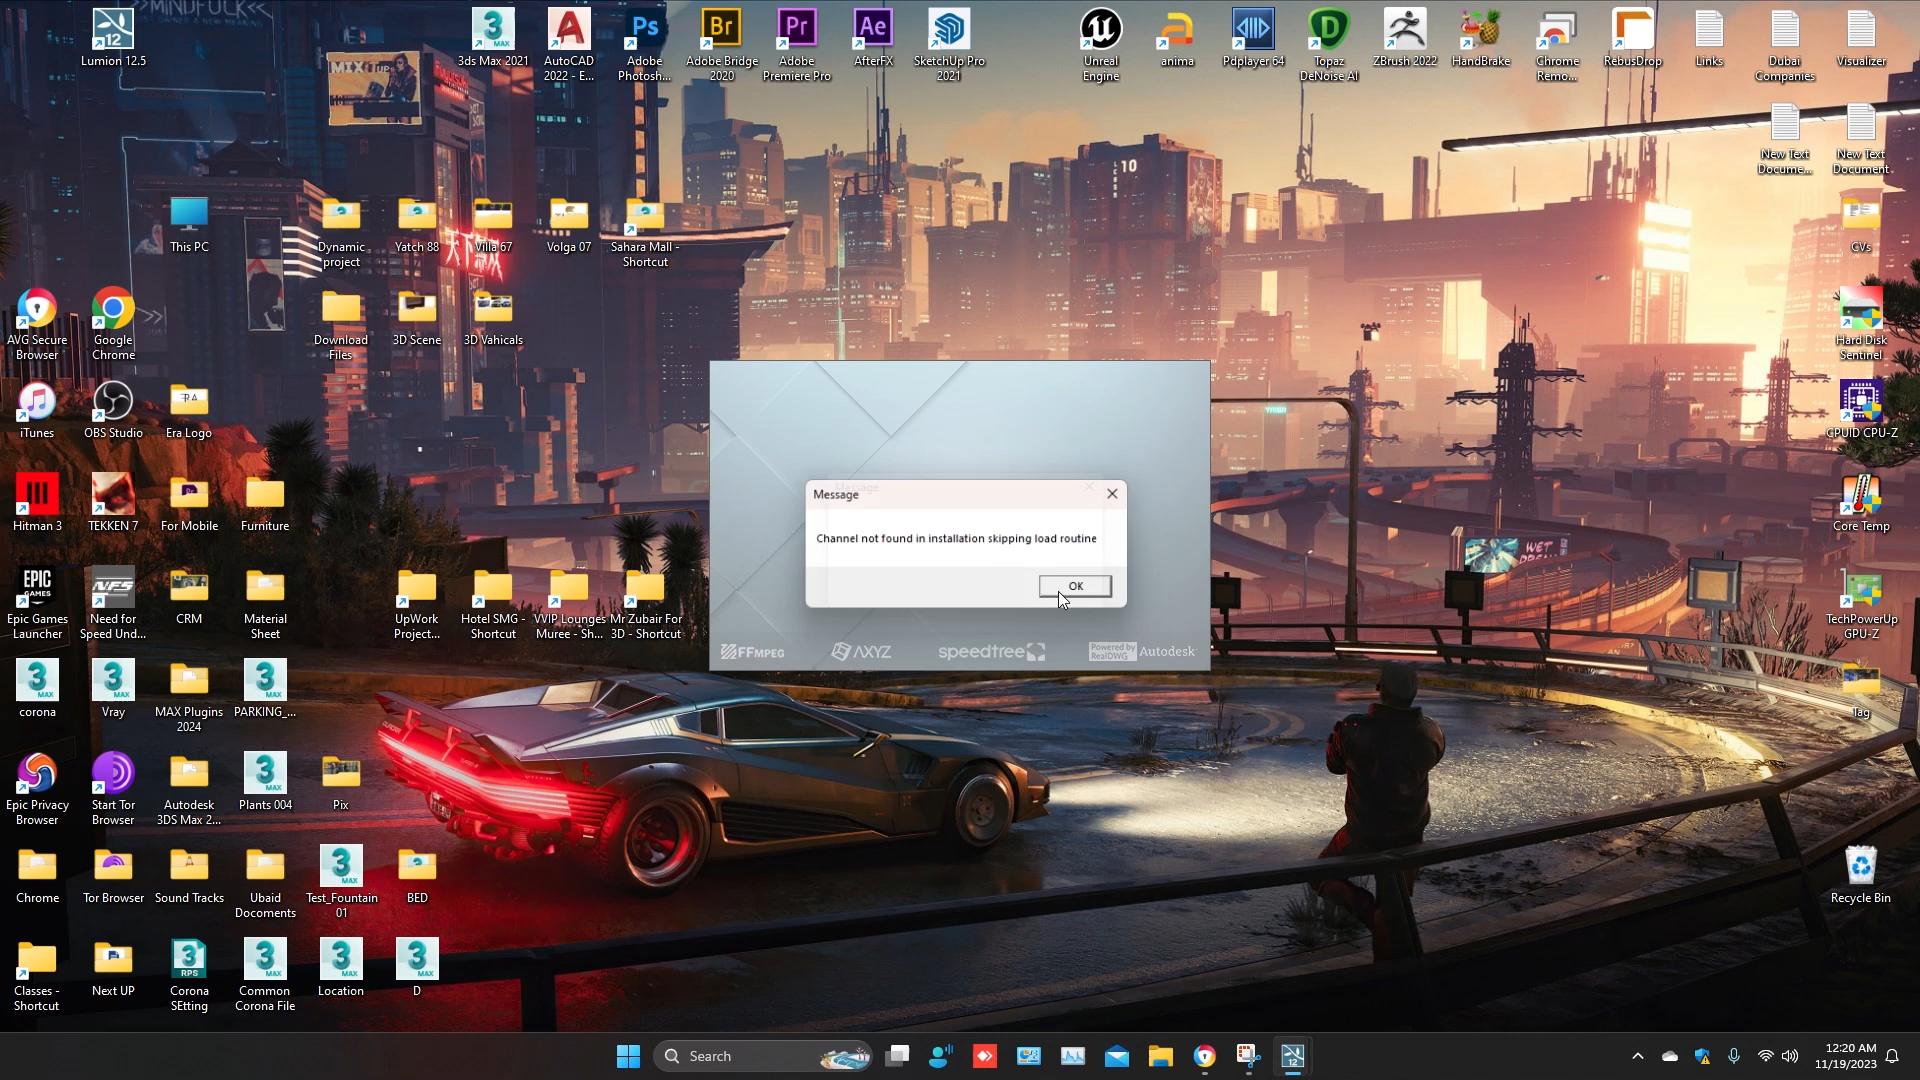 >>MINDFUCK<<
Lumion 12.5
3ds Max 2021
AutoCAD
2022 - E...
Adobe
Photosh...
Adobe Bridge
2020
Adobe
Premiere Pro
AfterFX
SketchUp Pro
2021
Unreal
Engine
anima
Pdplayer 64
Topaz
DeNoise AI
ZBrush 2022
HandBrake
Chrome
Remo...
RebusDrop
Links
Dubai
Companies
Visualizer
New Text
Docume...
New Text
Document
10
This PC
Dynamic
project
Yatch 88
Villa 67
Volga 07
Sahara Mall -
Shortcut
CVs
AVG Secure
Browser
Google
Chrome
Download
Files
3D Scene
3D Vahicals
Hard Disk
Sentinel
iTunes
OBS Studio
Era Logo
CPUID CPU-Z
Message
Channel not found in installation skipping load routine
OK
FFMPEG
AXYZ
speedtree
Powered by
RealDWG
Autodesk
Hitman 3
TEKKEN 7
For Mobile
Furniture
Core Temp
Epic Games
Launcher
Need for
Speed Und...
CRM
Material
Sheet
UpWork
Project...
Hotel SMG -
Shortcut
VVIP Lounges
Muree - Sh...
Mr Zubair For
3D - Shortcut
TechPowerUp
GPU-Z
corona
Vray
MAX Plugins
2024
PARKING_...
Tag
Epic Privacy
Browser
Start Tor
Browser
Autodesk
3DS Max 2...
Plants 004
Pix
Chrome
Tor Browser
Sound Tracks
Ubaid
Docoments
Test_Fountain
01
BED
Recycle Bin
Classes -
Shortcut
Next UP
Corona
SEtting
Common
Corona File
Location
D
Search
12:20 AM
11/19/2023